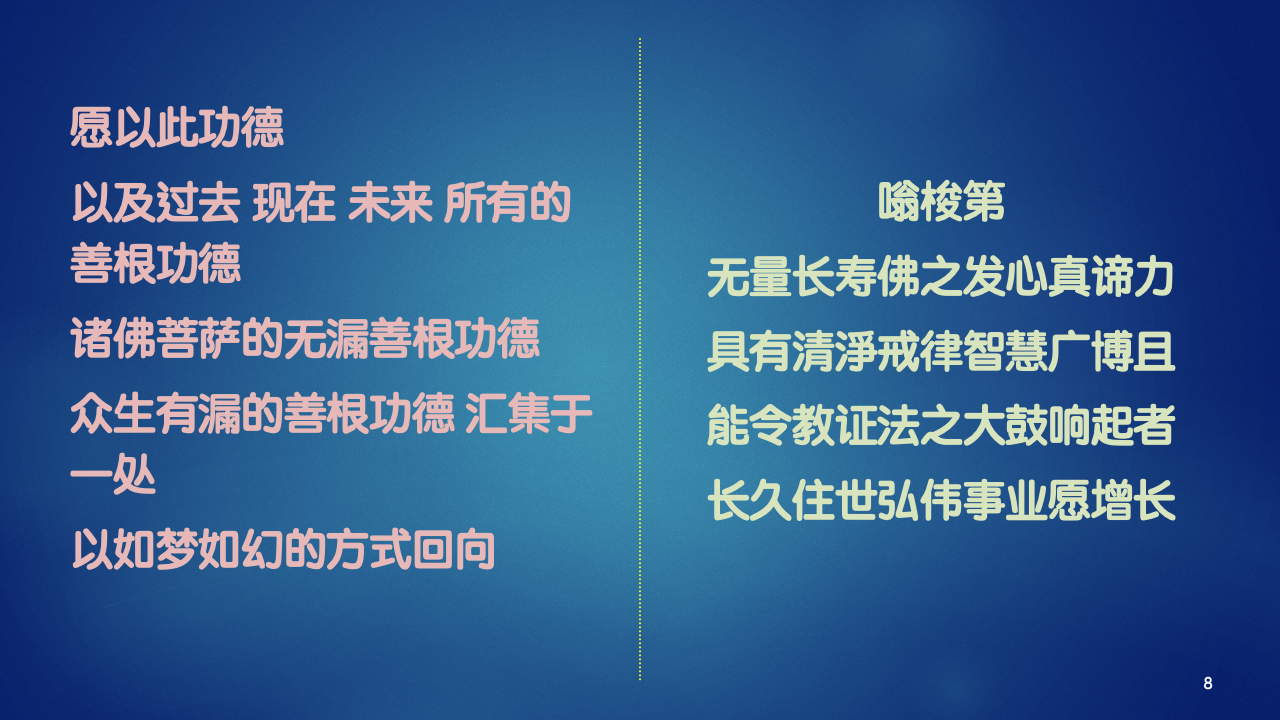 愿以此功德
以及过去 现在 未来 所有的
善根功德
诸佛菩萨的无漏善根功德
众生有漏的善根功德 汇集于
一处
以如梦如幻的方式回向
嗡梭第
无量长寿佛之发心真谛力
具有清淨戒律智慧广博且
能令教证法之大鼓响起者
长久住世弘伟事业愿增长
8